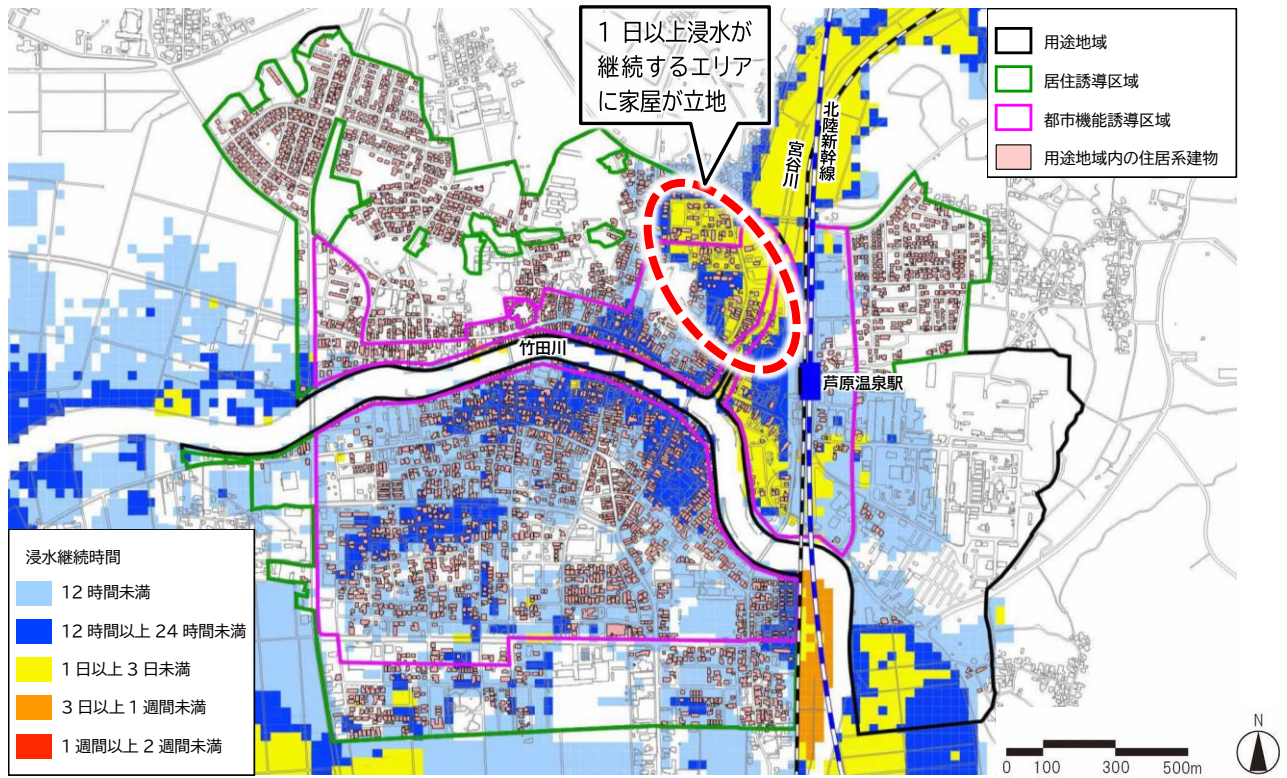 1 日以上浸水が
継続するエリア
に家屋が立地
用途地域
居住誘導区域
都市機能誘導区域
用途地域内の住居系建物
北陸新幹線
宮谷川
竹田川
芦原温泉駅
浸水継続時間
12 時間未満
12 時間以上 24 時間未満
1 日以上 3 日未満
3 日以上 1 週間未満
1 週間以上 2 週間未満
N
0 100 300 500m